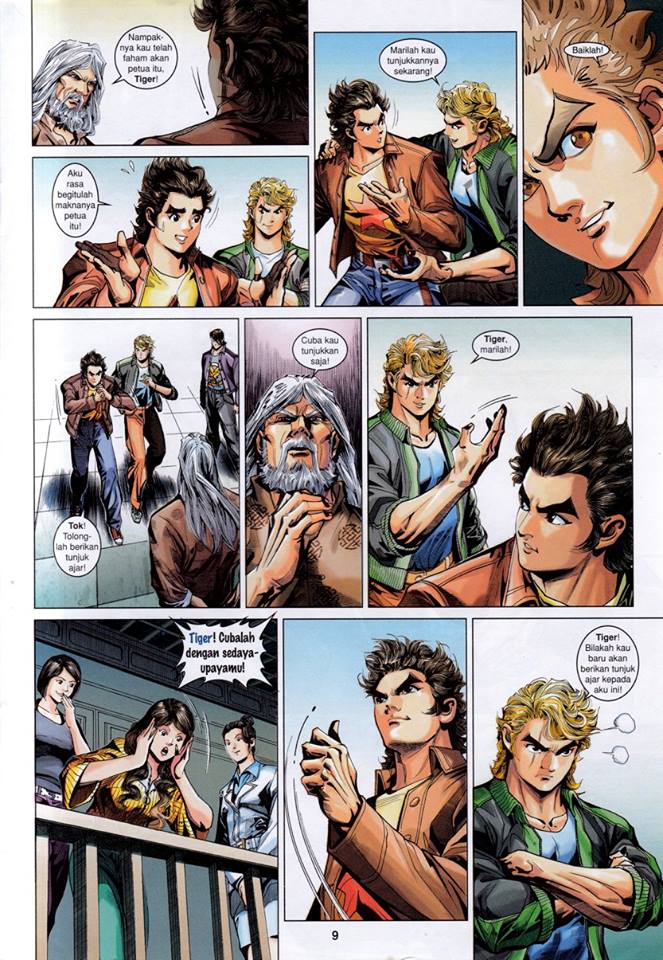 Nampak-
nya kau telah
faham akan
petua itu,
Tiger!
Aku
rasa
begitulah
maknanya
petua
itu!
Marilah kau
tunjukkannya
sekarang!
Baiklah!
Tok!
Tolong-
lah berikan
tunjuk
ajar!
Cuba kau
tunjukkan
saja!
Tiger,
marilah!
Tiger! Cubalah
dengan sedaya-
upayamu!
Tiger!
Bilakah kau
baru akan
berikan tunjuk
ajar kepada
aku ini!
9